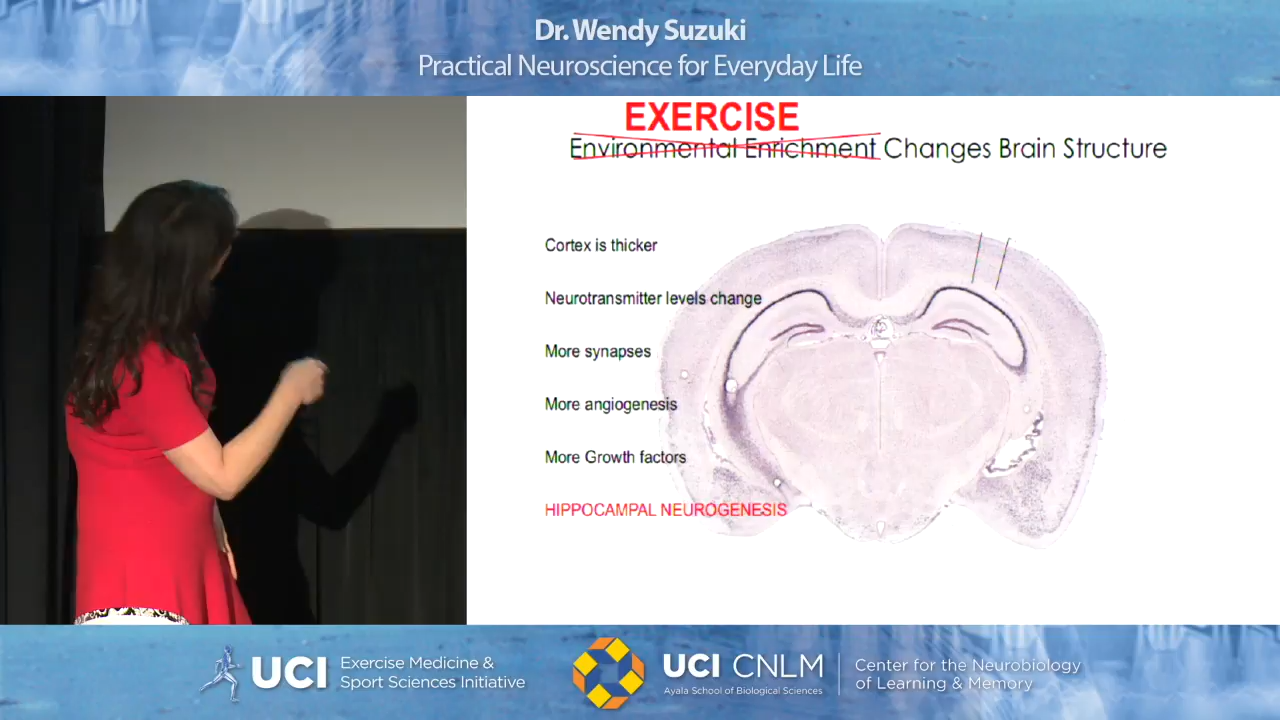 Dr. Wendy Suzuki
Practical Neuroscience for Everyday Life
EXERCISE
Environmental Enrichment Changes Brain Structure
Cortex is thicker
Neurotransmitter levels change
More synapses
More angiogenesis
More Growth factors
HIPPOCAMPAL NEUROGENESIS
UCI
Exercise Medicine &
Sport Sciences Initiative
UCI CNLM
Ayala School of Biological Sciences
Center for the Neurobiology
of Learning & Memory